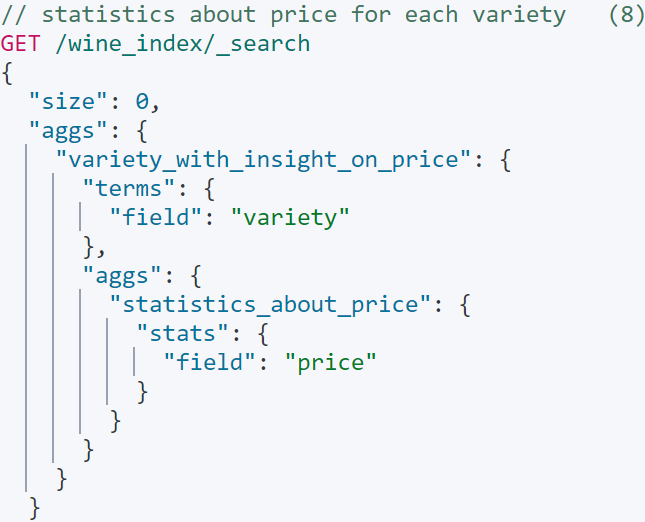 // statistics about price for each variety   (8)
GET /wine_index/_search
{
  "size": 0,
  "aggs": {
    "variety_with_insight_on_price": {
      "terms": {
        "field": "variety"
      },
      "aggs": {
        "statistics_about_price": {
          "stats": {
            "field": "price"
          }
        }
      }
    }
  }